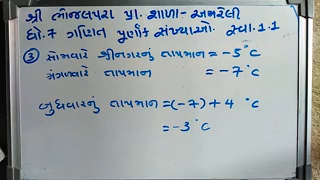 શ્રી ભોજલપરા પ્રા. શાળા - અમરેલી
ધો.7 ગણિત પૂર્ણાંક સંખ્યાઓ. સ્વા.1.1
③ સોમવારે શ્રીનગરનું તાપમાન = -5°C
મંગળવારે તાપમાન = -7°C
બુધવારનું તાપમાન = (-7) + 4 °C
= -3°C